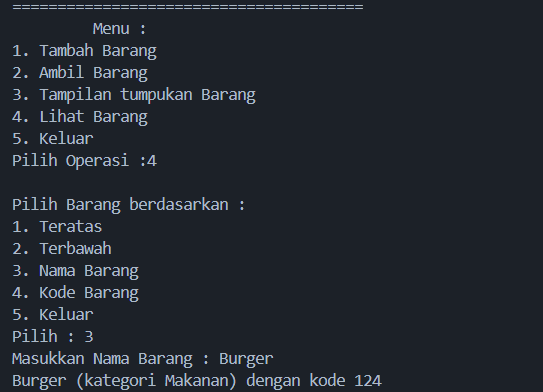 =======================================
Menu :
1. Tambah Barang
2. Ambil Barang
3. Tampilan tumpukan Barang
4. Lihat Barang
5. Keluar
Pilih Operasi :4
Pilih Barang berdasarkan :
1. Teratas
2. Terbawah
3. Nama Barang
4. Kode Barang
5. Keluar
Pilih : 3
Masukkan Nama Barang : Burger
Burger (kategori Makanan) dengan kode 124